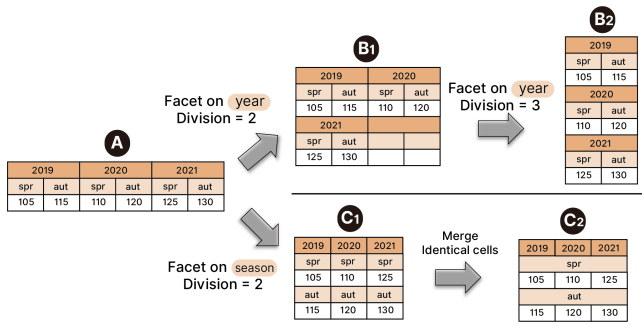 A
2019 2020 2021
spr aut spr aut spr aut
105 115 110 120 125 130
Facet on year
Division = 2
B1
2019 2020
spr aut spr aut
105 115 110 120
2021
spr aut
125 130
Facet on year
Division = 3
B2
2019
spr aut
105 115
2020
spr aut
110 120
2021
spr aut
125 130
Facet on season
Division = 2
C1
2019 2020 2021
spr spr spr
105 110 125
aut aut aut
115 120 130
Merge
Identical cells
C2
2019 2020 2021
spr
105 110 125
aut
115 120 130